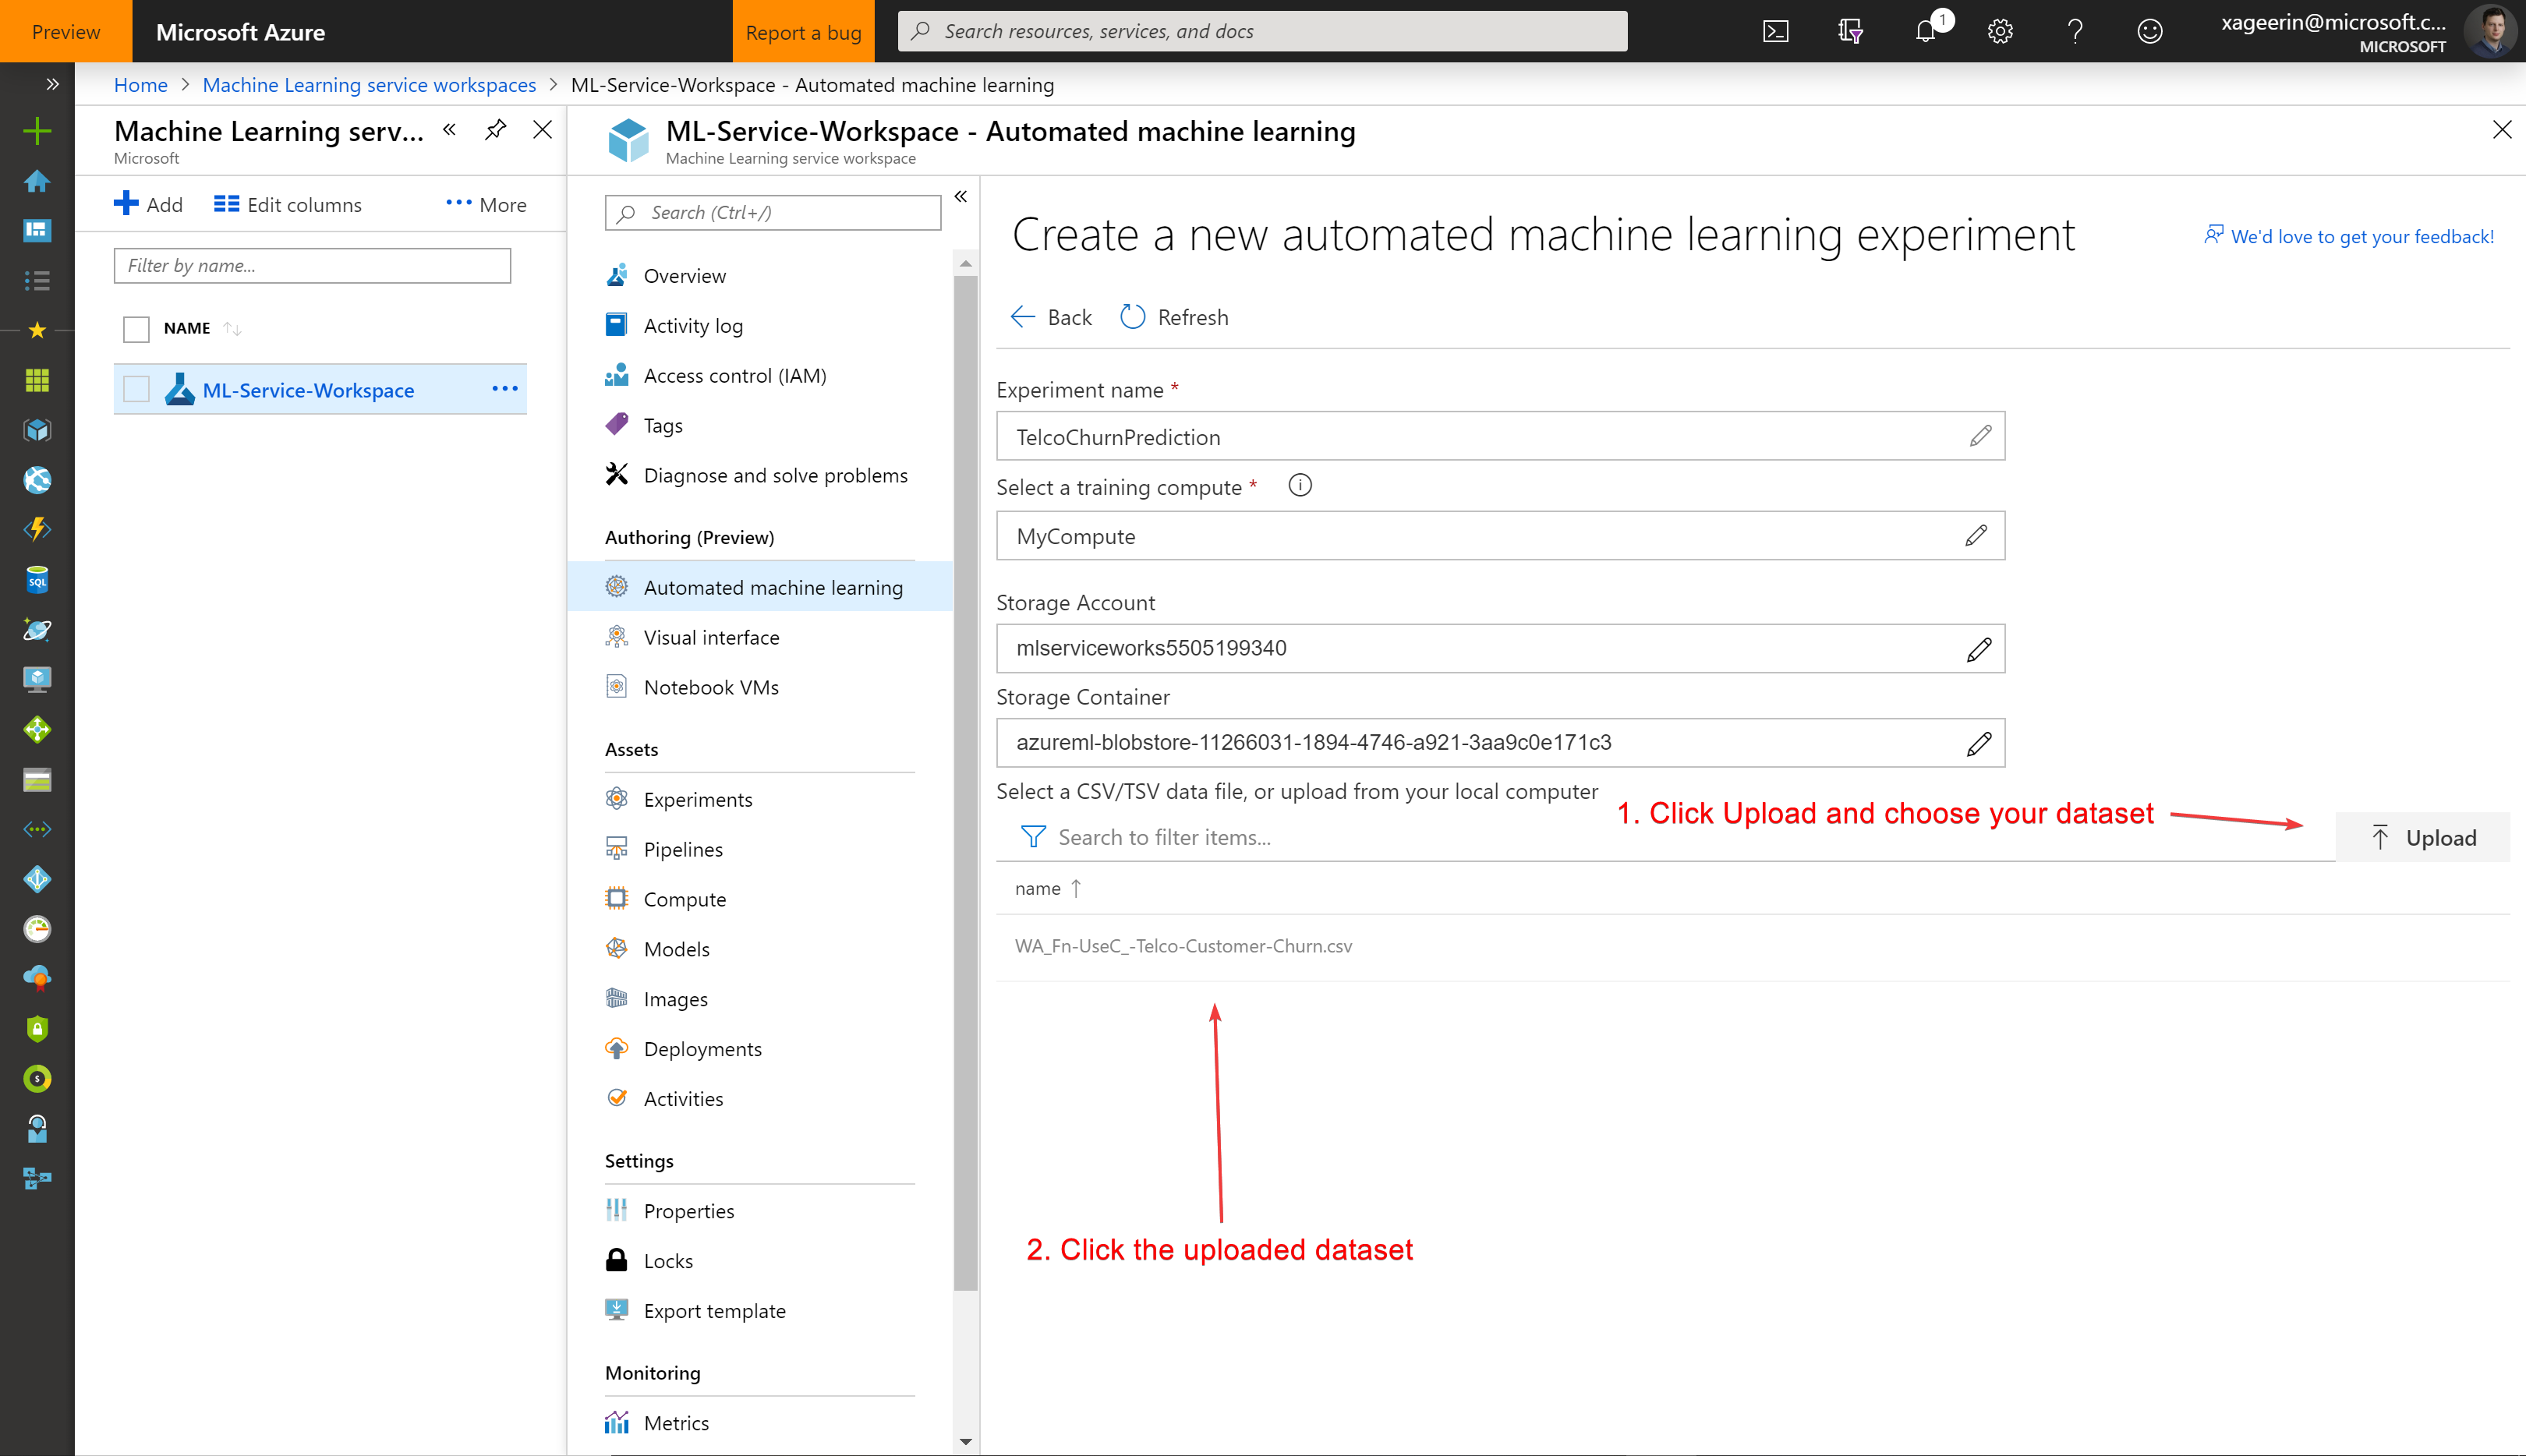 Preview
Microsoft Azure
Report a bug
Search resources, services, and docs
1
xageerin@microsoft.c...
MICROSOFT
Home > Machine Learning service workspaces > ML-Service-Workspace - Automated machine learning
Machine Learning serv...
Microsoft
Add
Edit columns
More
Filter by name...
NAME
ML-Service-Workspace
ML-Service-Workspace - Automated machine learning
Machine Learning service workspace
Search (Ctrl+/)
Overview
Activity log
Access control (IAM)
Tags
Diagnose and solve problems
Authoring (Preview)
Automated machine learning
Visual interface
Notebook VMs
Assets
Experiments
Pipelines
Compute
Models
Images
Deployments
Activities
Settings
Properties
Locks
Export template
Monitoring
Metrics
Create a new automated machine learning experiment
We'd love to get your feedback!
Back
Refresh
Experiment name *
TelcoChurnPrediction
Select a training compute *
MyCompute
Storage Account
mlserviceworks5505199340
Storage Container
azureml-blobstore-11266031-1894-4746-a921-3aa9c0e171c3
Select a CSV/TSV data file, or upload from your local computer
1. Click Upload and choose your dataset
Search to filter items...
Upload
name
WA_Fn-UseC_-Telco-Customer-Churn.csv
2. Click the uploaded dataset
SQL